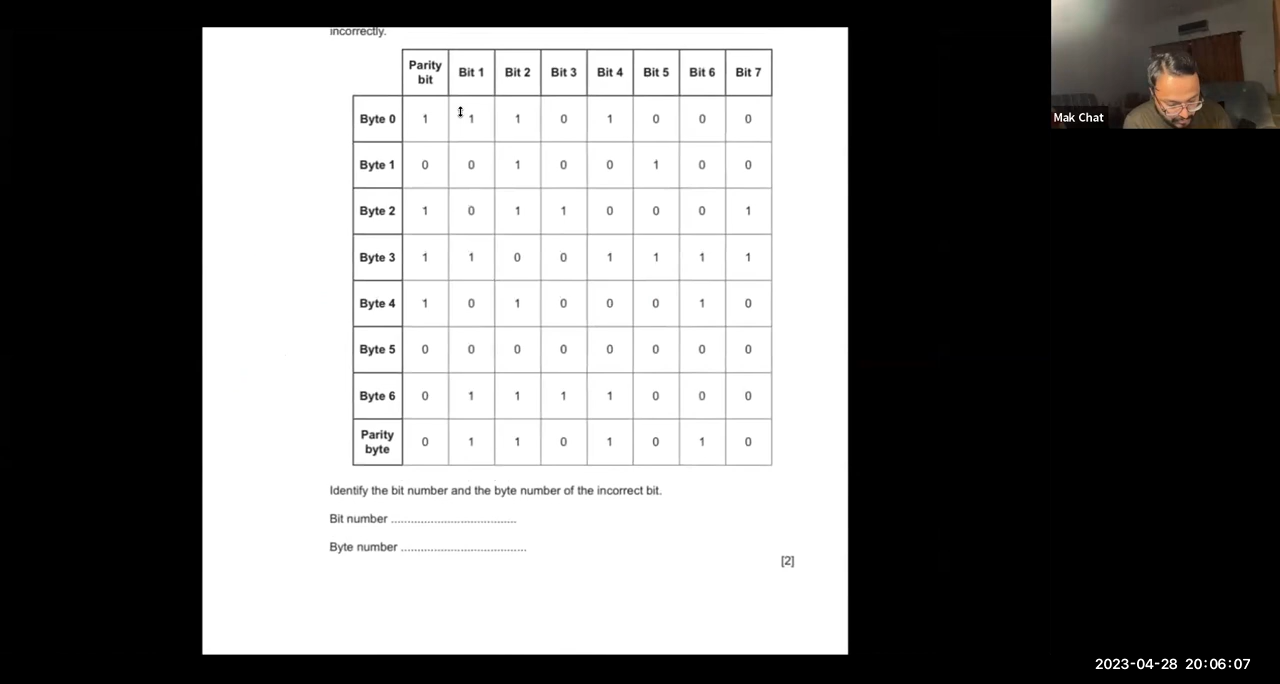 incorrectly.
Parity bit Bit 1 Bit 2 Bit 3 Bit 4 Bit 5 Bit 6 Bit 7
Byte 0 1 1 1 0 1 0 0 0
Byte 1 0 0 1 0 0 1 0 0
Byte 2 1 0 1 1 0 0 0 1
Byte 3 1 1 0 0 1 1 1 1
Byte 4 1 0 1 0 0 0 1 0
Byte 5 0 0 0 0 0 0 0 0
Byte 6 0 1 1 1 1 0 0 0
Parity byte 0 1 1 0 1 0 1 0
Identify the bit number and the byte number of the incorrect bit.
Bit number ......................................
Byte number ......................................
[2]
Mak Chat
2023-04-28 20:06:07